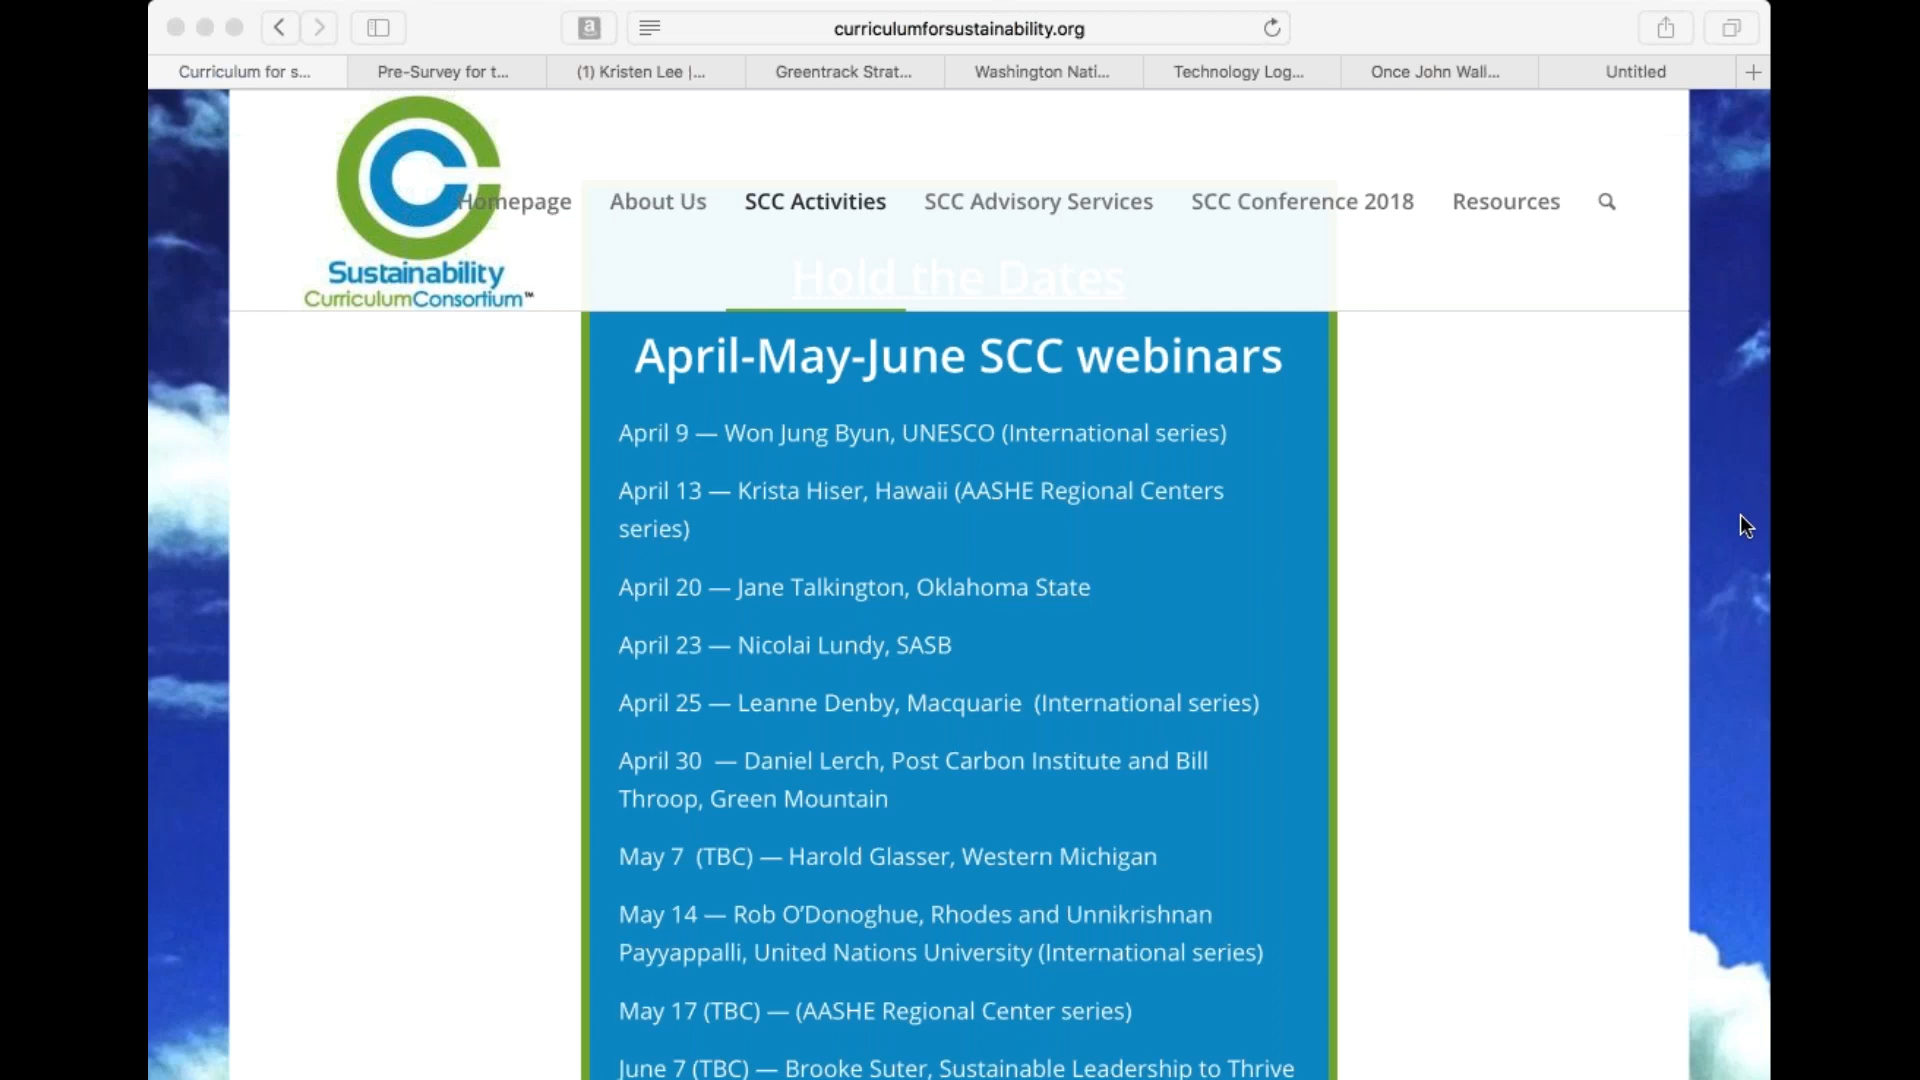 curriculumforsustainability.org
Curriculum for s...
Pre-Survey for t...
(1) Kristen Lee |...
Greentrack Strat...
Washington Nati...
Technology Log...
Once John Wall...
Untitled
Homepage
About Us
SCC Activities
SCC Advisory Services
SCC Conference 2018
Resources
Sustainability
CurriculumConsortium™
Hold the Dates
April-May-June SCC webinars
April 9 — Won Jung Byun, UNESCO (International series)
April 13 — Krista Hiser, Hawaii (AASHE Regional Centers
series)
April 20 — Jane Talkington, Oklahoma State
April 23 — Nicolai Lundy, SASB
April 25 — Leanne Denby, Macquarie  (International series)
April 30  — Daniel Lerch, Post Carbon Institute and Bill
Throop, Green Mountain
May 7  (TBC) — Harold Glasser, Western Michigan
May 14 — Rob O’Donoghue, Rhodes and Unnikrishnan
Payyappalli, United Nations University (International series)
May 17 (TBC) — (AASHE Regional Center series)
June 7 (TBC) — Brooke Suter, Sustainable Leadership to Thrive